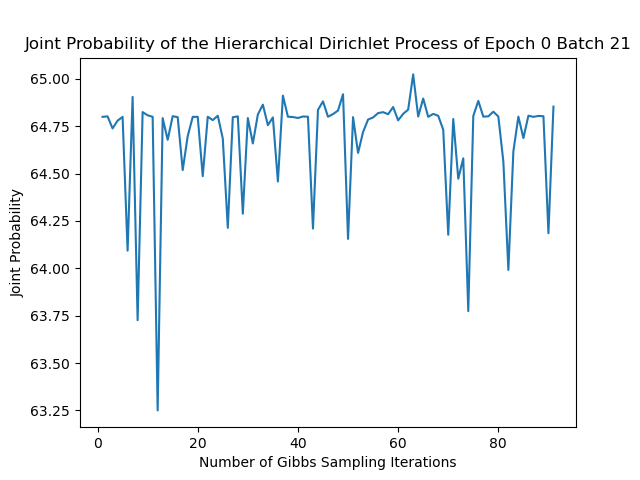 Joint Probability of the Hierarchical Dirichlet Process of Epoch 0 Batch 21
65.00
64.75
64.50
64.25
64.00
63.75
63.50
63.25
Joint Probability
0 20 40 60 80
Number of Gibbs Sampling Iterations